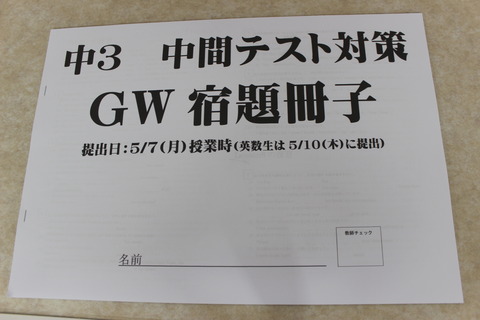 中3　中間テスト対策
GW 宿題冊子
提出日:5/7(月)授業時(英数生は 5/10(木)に提出)
教師チェック
名前